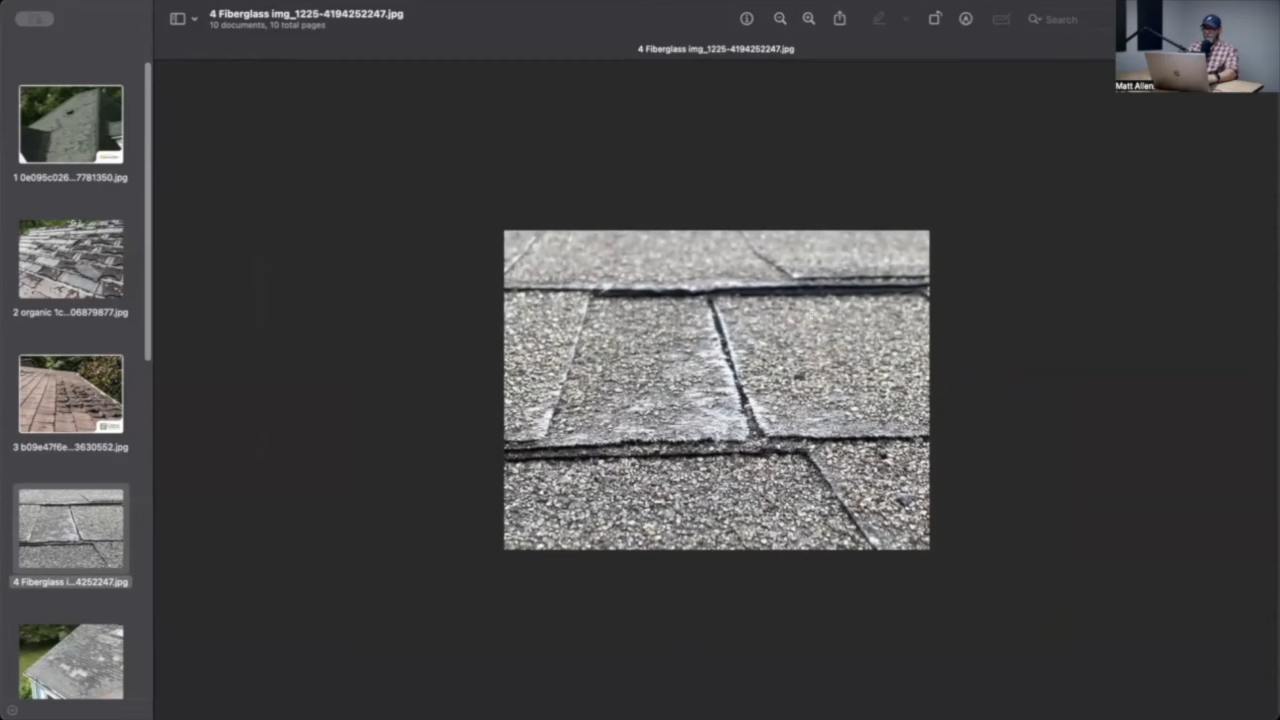 4 Fiberglass img_1225-4194252247.jpg
10 documents, 10 total pages
Search
4 Fiberglass img_1225-4194252247.jpg
Matt Allen
1 0e095c026...7781350.jpg
2 organic 1c...06879877.jpg
3 b09e47f6e...3630552.jpg
4 Fiberglass i...4252247.jpg